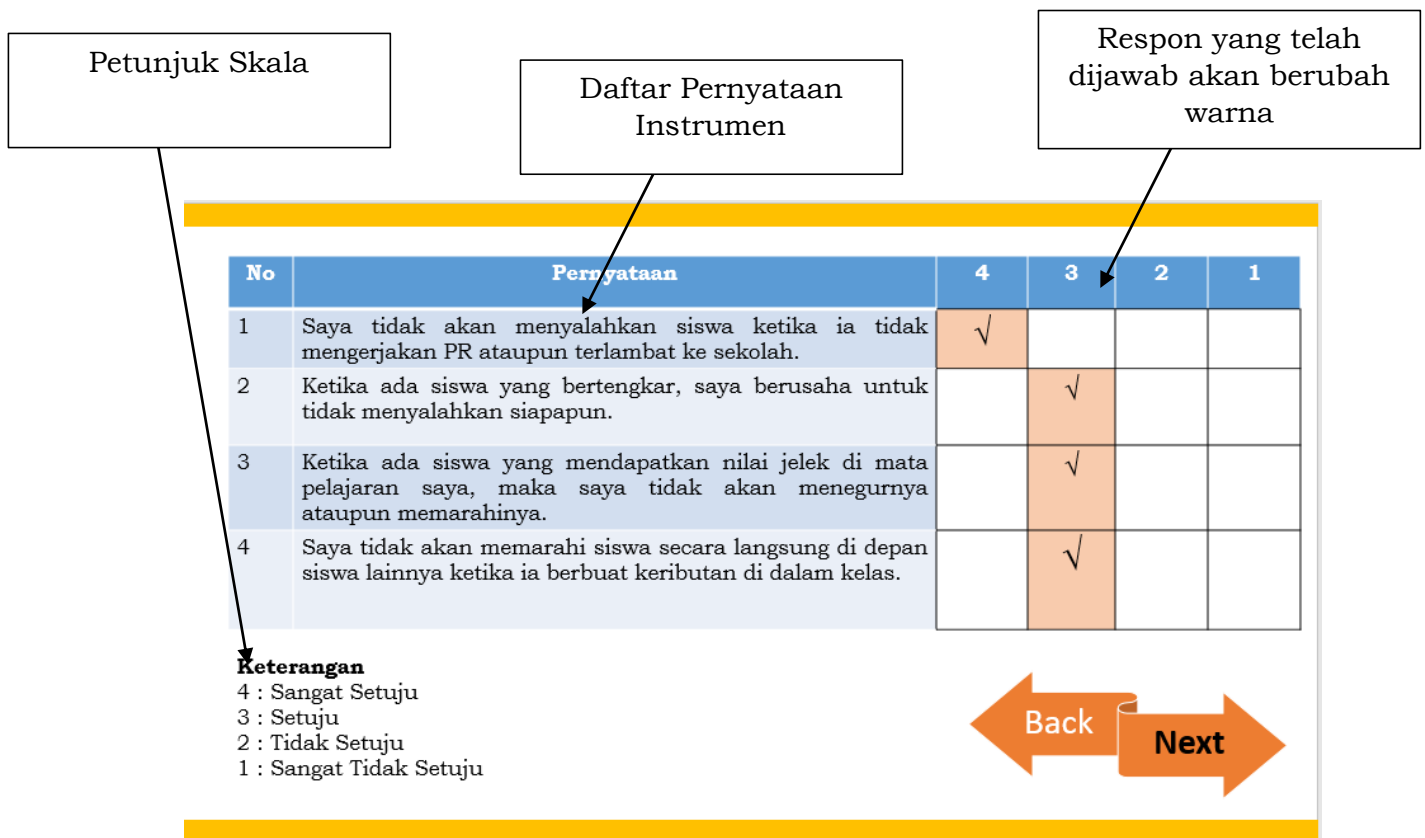 Petunjuk Skala
Daftar Pernyataan
Instrumen
Respon yang telah
dijawab akan berubah
warna
No Pernyataan 4 3 2 1
1 Saya tidak akan menyalahkan siswa ketika ia tidak √
mengerjakan PR ataupun terlambat ke sekolah.
2 Ketika ada siswa yang bertengkar, saya berusaha untuk √
tidak menyalahkan siapapun.
3 Ketika ada siswa yang mendapatkan nilai jelek di mata √
pelajaran saya, maka saya tidak akan menegurnya
ataupun memarahinya.
4 Saya tidak akan memarahi siswa secara langsung di depan √
siswa lainnya ketika ia berbuat keributan di dalam kelas.
Keterangan
4 : Sangat Setuju
3 : Setuju
2 : Tidak Setuju
1 : Sangat Tidak Setuju
Back
Next